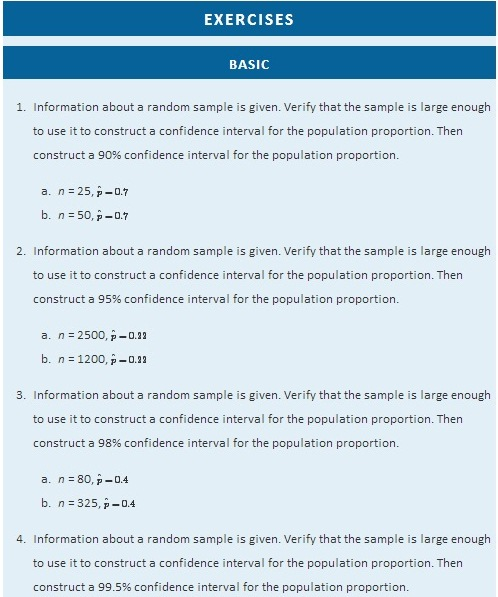 EXERCISES
BASIC
1. Information about a random sample is given. Verify that the sample is large enough
to use it to construct a confidence interval for the population proportion. Then
construct a 90% confidence interval for the population proportion.
a. n = 25, p̂ = 0.7
b. n = 50, p̂ = 0.7
2. Information about a random sample is given. Verify that the sample is large enough
to use it to construct a confidence interval for the population proportion. Then
construct a 95% confidence interval for the population proportion.
a. n = 2500, p̂ = 0.22
b. n = 1200, p̂ = 0.22
3. Information about a random sample is given. Verify that the sample is large enough
to use it to construct a confidence interval for the population proportion. Then
construct a 98% confidence interval for the population proportion.
a. n = 80, p̂ = 0.4
b. n = 325, p̂ = 0.4
4. Information about a random sample is given. Verify that the sample is large enough
to use it to construct a confidence interval for the population proportion. Then
construct a 99.5% confidence interval for the population proportion.